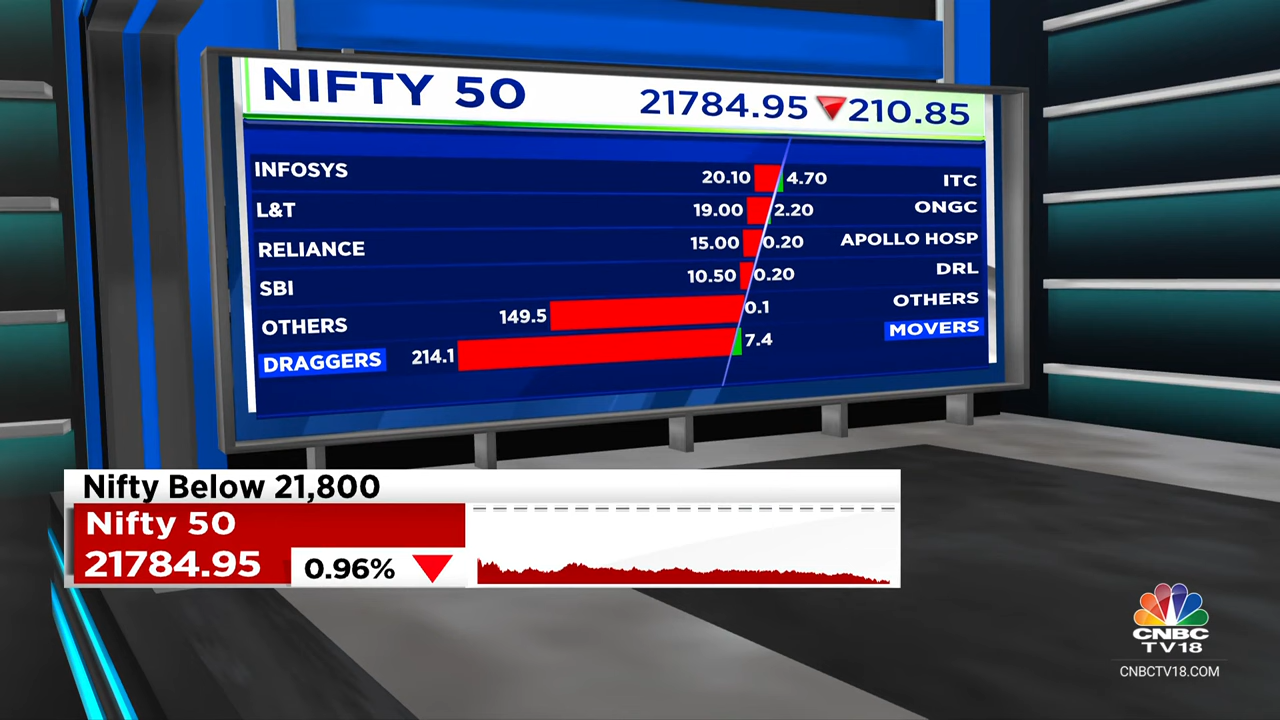 NIFTY 50 21784.95 210.85
INFOSYS 20.10 4.70 ITC
L&T 19.00 2.20 ONGC
RELIANCE 15.00 0.20 APOLLO HOSP
SBI 10.50 0.20 DRL
OTHERS 149.5 0.1 OTHERS
DRAGGERS 214.1 7.4 MOVERS
Nifty Below 21,800
Nifty 50
21784.95 0.96%
CNBC
TV18
CNBCTV18.COM